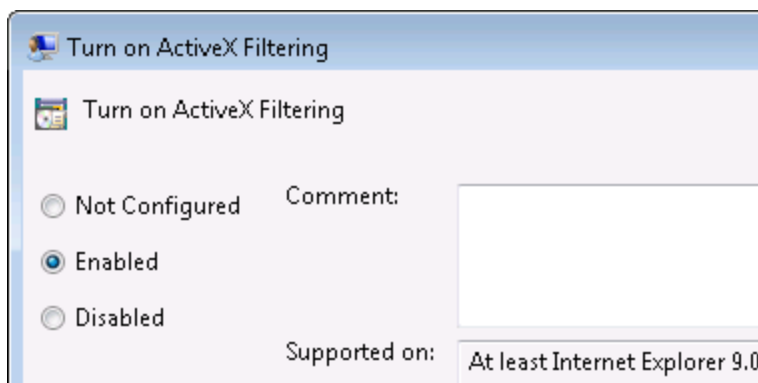 Turn on ActiveX Filtering
Turn on ActiveX Filtering
Not Configured
Comment:
Enabled
Disabled
Supported on:
At least Internet Explorer 9.0